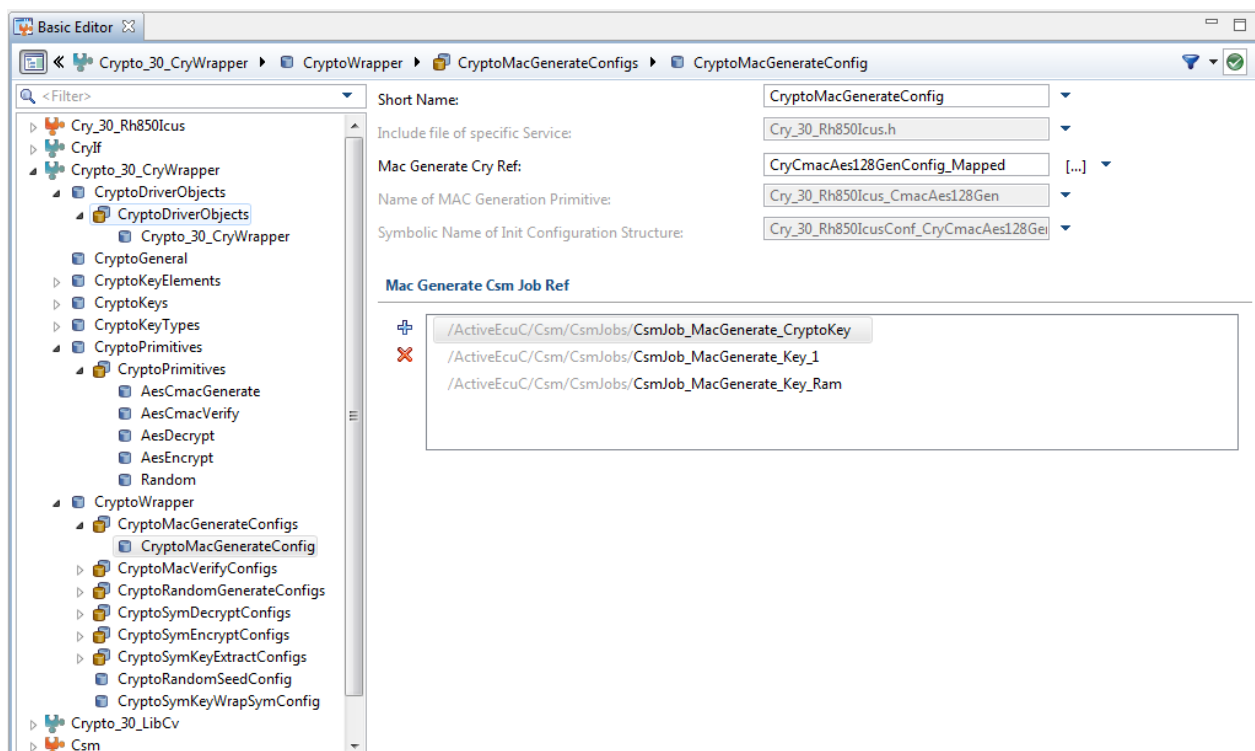 Basic Editor
Crypto_30_CryWrapper CryptoWrapper CryptoMacGenerateConfigs CryptoMacGenerateConfig
<Filter>
Cry_30_Rh850Icus
CryIf
Crypto_30_CryWrapper
CryptoDriverObjects
CryptoDriverObjects
Crypto_30_CryWrapper
CryptoGeneral
CryptoKeyElements
CryptoKeys
CryptoKeyTypes
CryptoPrimitives
CryptoPrimitives
AesCmacGenerate
AesCmacVerify
AesDecrypt
AesEncrypt
Random
CryptoWrapper
CryptoMacGenerateConfigs
CryptoMacGenerateConfig
CryptoMacVerifyConfigs
CryptoRandomGenerateConfigs
CryptoSymDecryptConfigs
CryptoSymEncryptConfigs
CryptoSymKeyExtractConfigs
CryptoRandomSeedConfig
CryptoSymKeyWrapSymConfig
Crypto_30_LibCv
Csm
Short Name: CryptoMacGenerateConfig
Include file of specific Service: Cry_30_Rh850Icus.h
Mac Generate Cry Ref: CryCmacAes128GenConfig_Mapped [...]
Name of MAC Generation Primitive: Cry_30_Rh850Icus_CmacAes128Gen
Symbolic Name of Init Configuration Structure: Cry_30_Rh850IcusConf_CryCmacAes128Ge
Mac Generate Csm Job Ref
/ActiveEcuC/Csm/CsmJobs/CsmJob_MacGenerate_CryptoKey
/ActiveEcuC/Csm/CsmJobs/CsmJob_MacGenerate_Key_1
/ActiveEcuC/Csm/CsmJobs/CsmJob_MacGenerate_Key_Ram